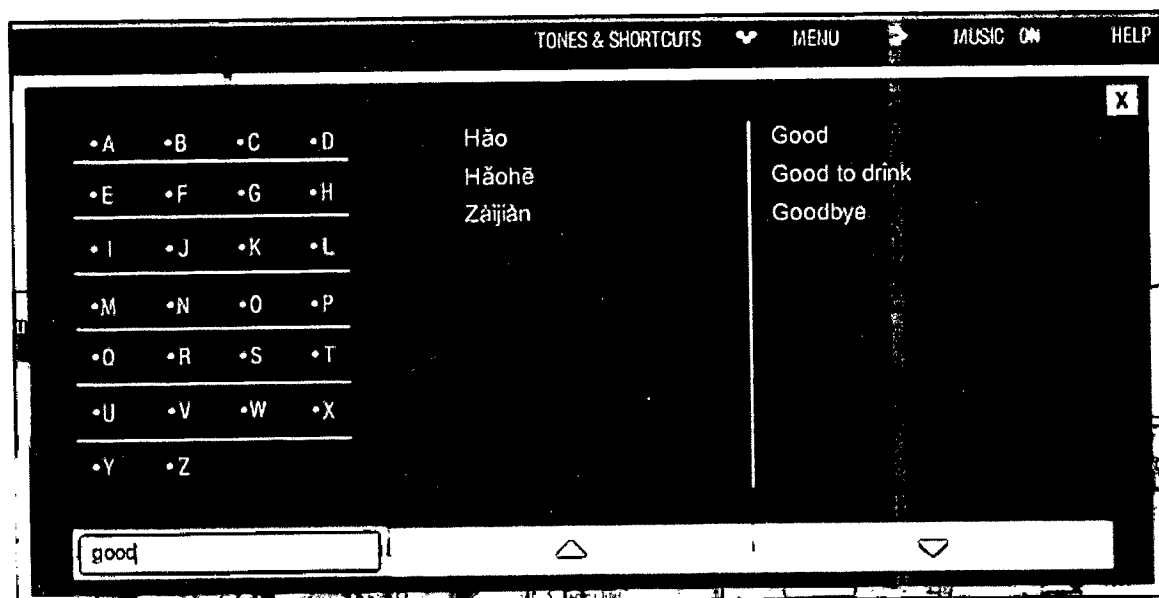 TONES & SHORTCUTS MENU MUSIC ON HELP
X
•A •B •C •D
•E •F •G •H
•I •J •K •L
•M •N •O •P
•Q •R •S •T
•U •V •W •X
•Y •Z
Hǎo Good
Hǎohē Good to drink
Zàijiàn Goodbye
good